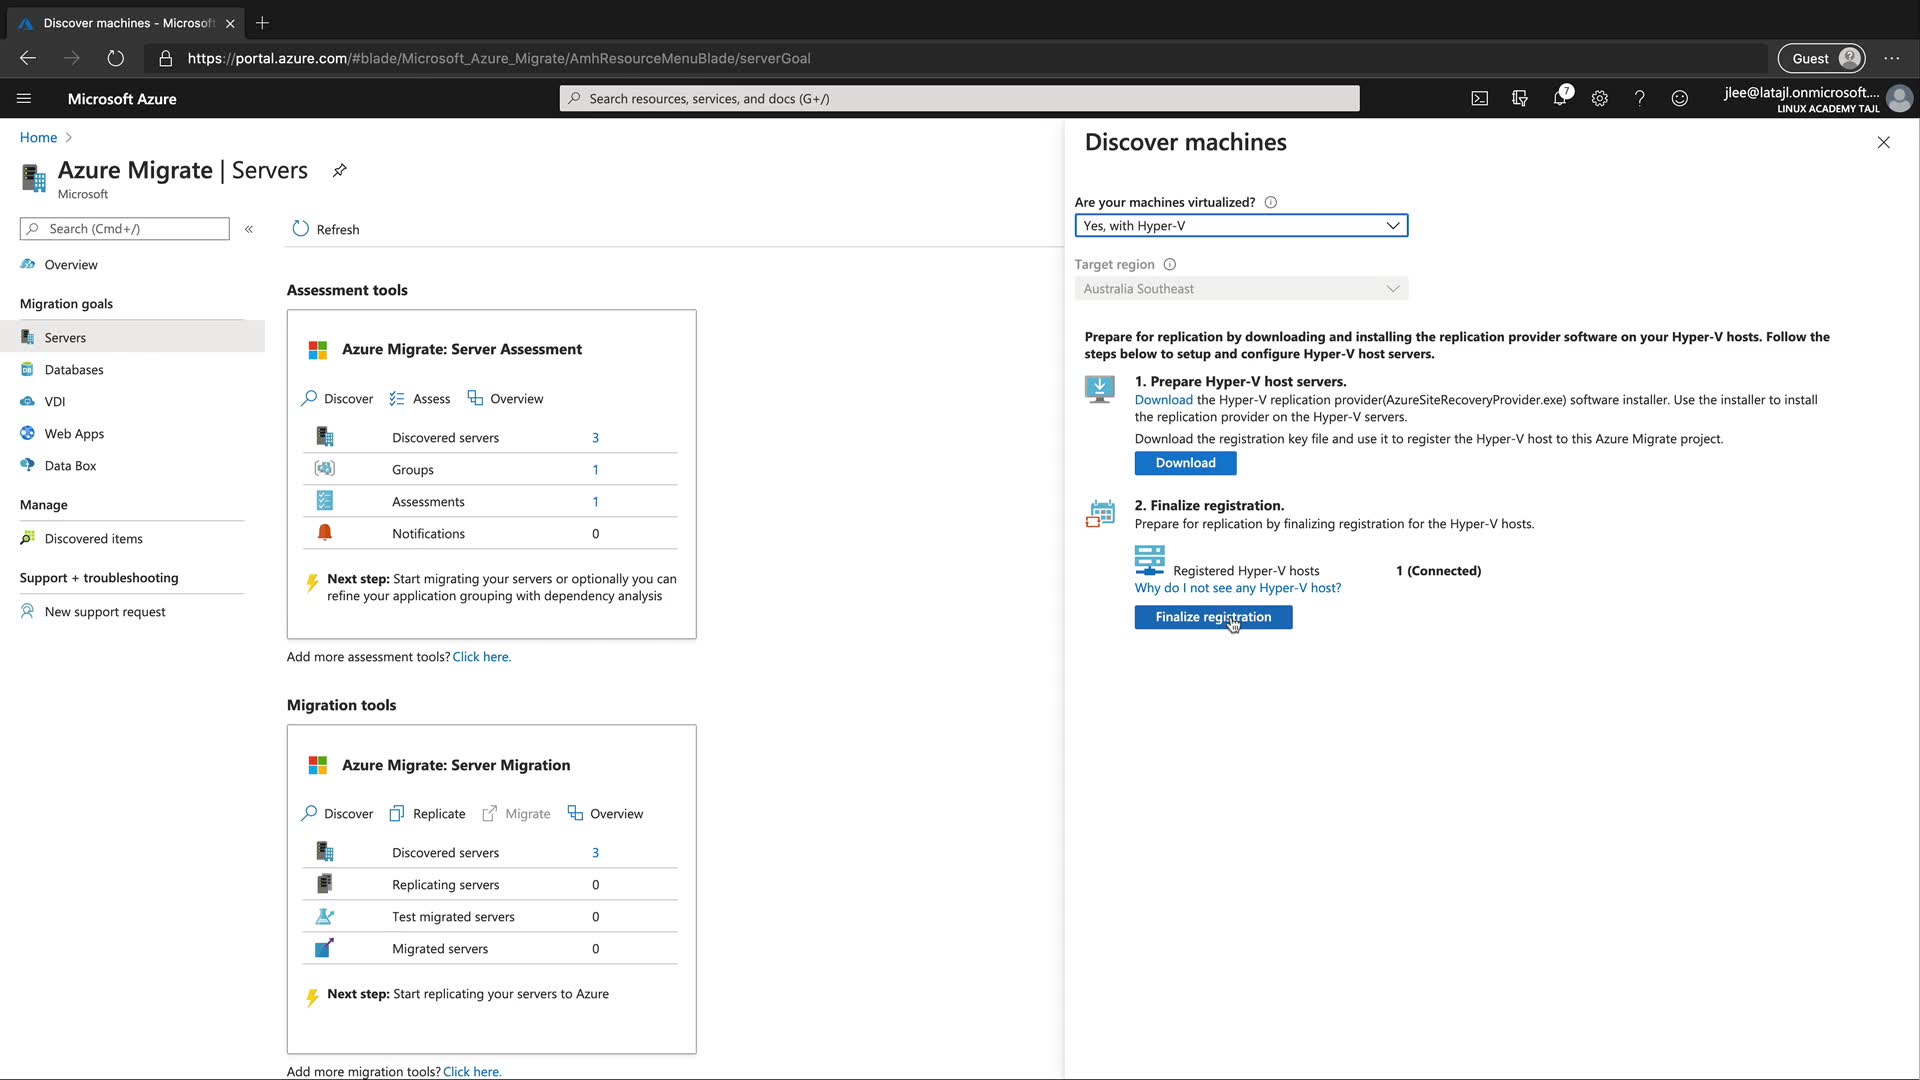 Discover machines - Microsoft
https://portal.azure.com/#blade/Microsoft_Azure_Migrate/AmhResourceMenuBlade/serverGoal
Guest
Microsoft Azure
Search resources, services, and docs (G+/)
7
jlee@latajl.onmicrosoft....
LINUX ACADEMY TAJL
Home
Azure Migrate | Servers
Microsoft
Search (Cmd+/)
«
Overview
Migration goals
Servers
Databases
VDI
Web Apps
Data Box
Manage
Discovered items
Support + troubleshooting
New support request
Refresh
Assessment tools
Azure Migrate: Server Assessment
Discover
Assess
Overview
Discovered servers 3
Groups 1
Assessments 1
Notifications 0
Next step: Start migrating your servers or optionally you can
refine your application grouping with dependency analysis
Add more assessment tools? Click here.
Migration tools
Azure Migrate: Server Migration
Discover
Replicate
Migrate
Overview
Discovered servers 3
Replicating servers 0
Test migrated servers 0
Migrated servers 0
Next step: Start replicating your servers to Azure
Add more migration tools? Click here.
Discover machines
Are your machines virtualized?
Yes, with Hyper-V
Target region
Australia Southeast
Prepare for replication by downloading and installing the replication provider software on your Hyper-V hosts. Follow the
steps below to setup and configure Hyper-V host servers.
1. Prepare Hyper-V host servers.
Download the Hyper-V replication provider(AzureSiteRecoveryProvider.exe) software installer. Use the installer to install
the replication provider on the Hyper-V servers.
Download the registration key file and use it to register the Hyper-V host to this Azure Migrate project.
Download
2. Finalize registration.
Prepare for replication by finalizing registration for the Hyper-V hosts.
Registered Hyper-V hosts 1 (Connected)
Why do I not see any Hyper-V host?
Finalize registration